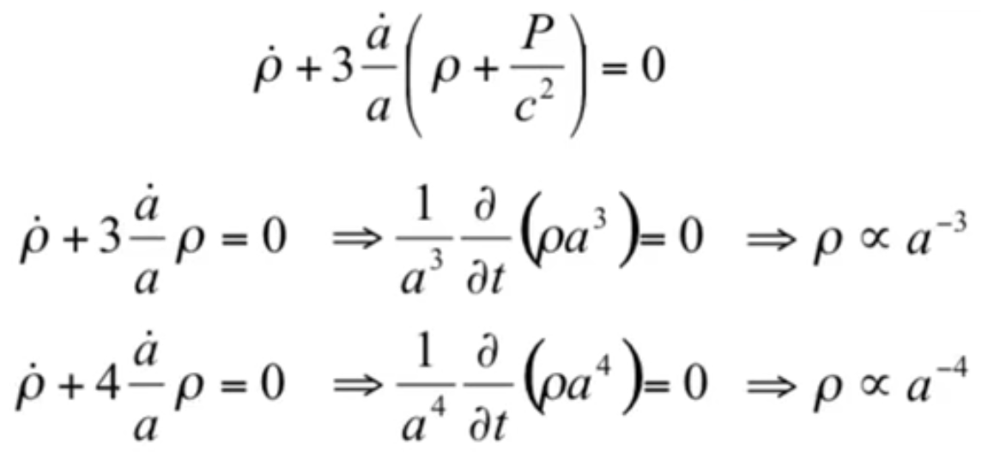 ρ̇ + 3 ȧ/a (ρ + P/c²) = 0
ρ̇ + 3 ȧ/a ρ = 0 ⇒ 1/a³ ∂/∂t (ρa³) = 0 ⇒ ρ ∝ a⁻³
ρ̇ + 4 ȧ/a ρ = 0 ⇒ 1/a⁴ ∂/∂t (ρa⁴) = 0 ⇒ ρ ∝ a⁻⁴